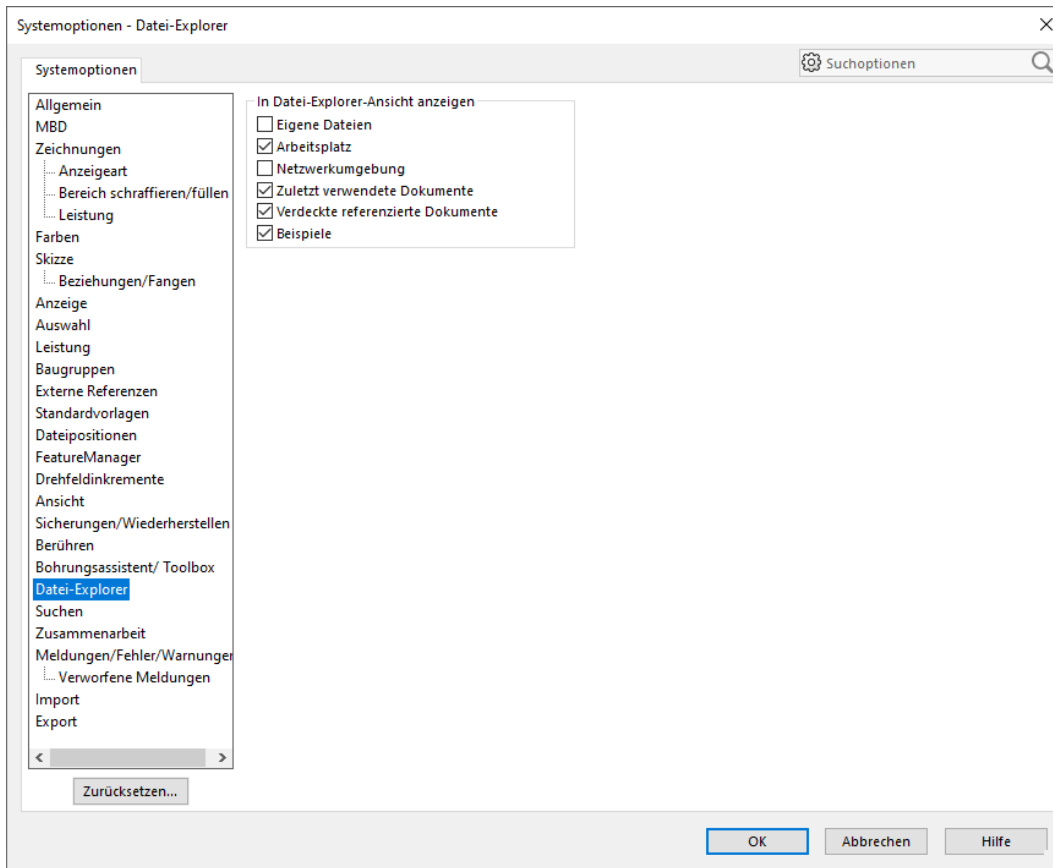 Systemoptionen - Datei-Explorer
Systemoptionen
Suchoptionen
Allgemein
MBD
Zeichnungen
Anzeigeart
Bereich schraffieren/füllen
Leistung
Farben
Skizze
Beziehungen/Fangen
Anzeige
Auswahl
Leistung
Baugruppen
Externe Referenzen
Standardvorlagen
Dateipositionen
FeatureManager
Drehfeldinkremente
Ansicht
Sicherungen/Wiederherstellen
Berühren
Bohrungsassistent/ Toolbox
Datei-Explorer
Suchen
Zusammenarbeit
Meldungen/Fehler/Warnungen
Verworfene Meldungen
Import
Export
Zurücksetzen...
In Datei-Explorer-Ansicht anzeigen
Eigene Dateien
Arbeitsplatz
Netzwerkumgebung
Zuletzt verwendete Dokumente
Verdeckte referenzierte Dokumente
Beispiele
OK
Abbrechen
Hilfe